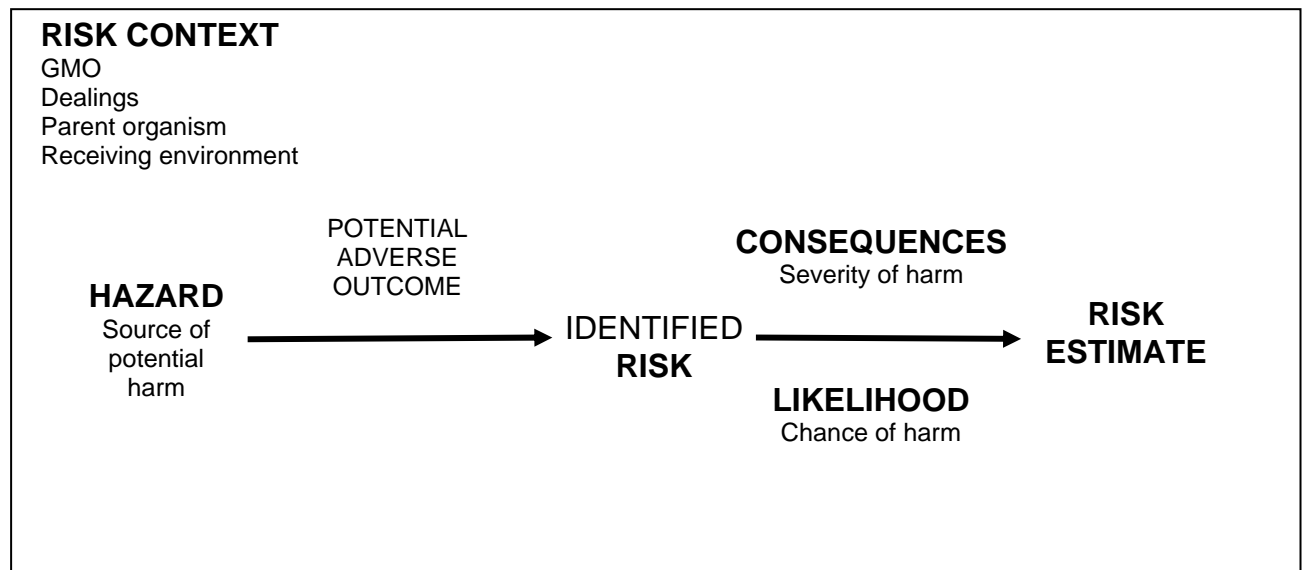 RISK CONTEXT
GMO
Dealings
Parent organism
Receiving environment
POTENTIAL
ADVERSE
OUTCOME
HAZARD
Source of
potential
harm
IDENTIFIED
RISK
CONSEQUENCES
Severity of harm
LIKELIHOOD
Chance of harm
RISK
ESTIMATE